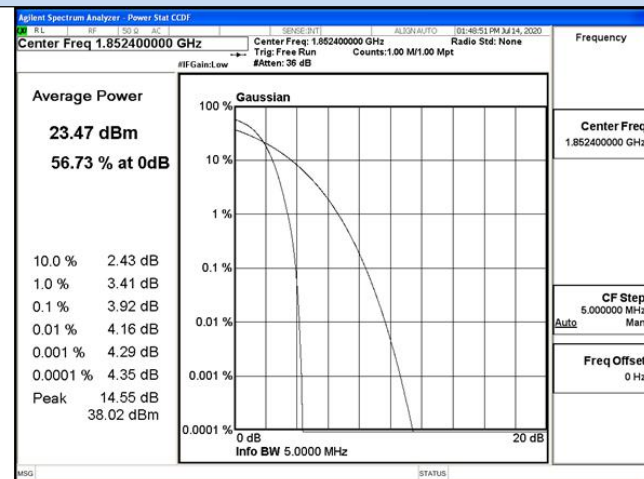 Agilent Spectrum Analyzer - Power Stat CCDF
RL RF 50 Ω AC SENSE:INT ALIGN AUTO 01:48:51 PM Jul 14, 2020
Center Freq 1.852400000 GHz
Center Freq: 1.852400000 GHz Radio Std: None
Trig: Free Run Counts:1.00 M/1.00 Mpt
#IFGain:Low #Atten: 36 dB
Frequency
Average Power
23.47 dBm
56.73 % at 0dB
10.0 % 2.43 dB
1.0 % 3.41 dB
0.1 % 3.92 dB
0.01 % 4.16 dB
0.001 % 4.29 dB
0.0001 % 4.35 dB
Peak 14.55 dB
38.02 dBm
Gaussian
100 %
10 %
1 %
0.1 %
0.01 %
0.001 %
0.0001 %
0 dB 20 dB
Info BW 5.0000 MHz
Center Freq
1.852400000 GHz
CF Step
5.000000 MHz
Auto Man
Freq Offset
0 Hz
MSG STATUS